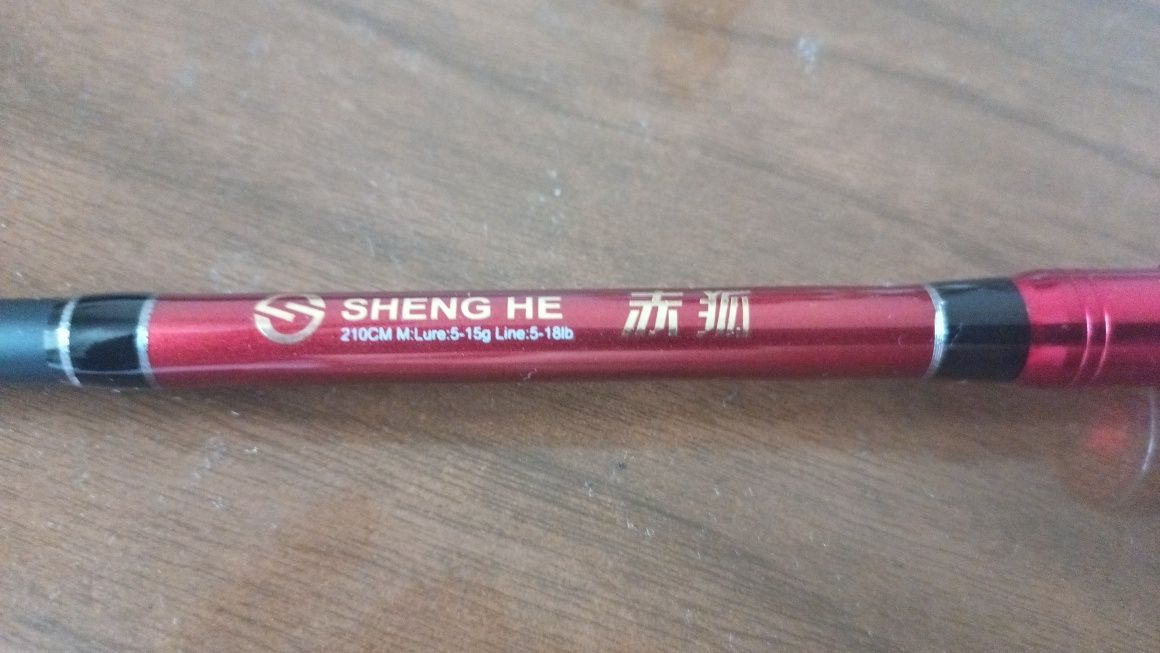 SHENG HE 赤狐
210CM M:Lure:5-15g Line:5-18lb